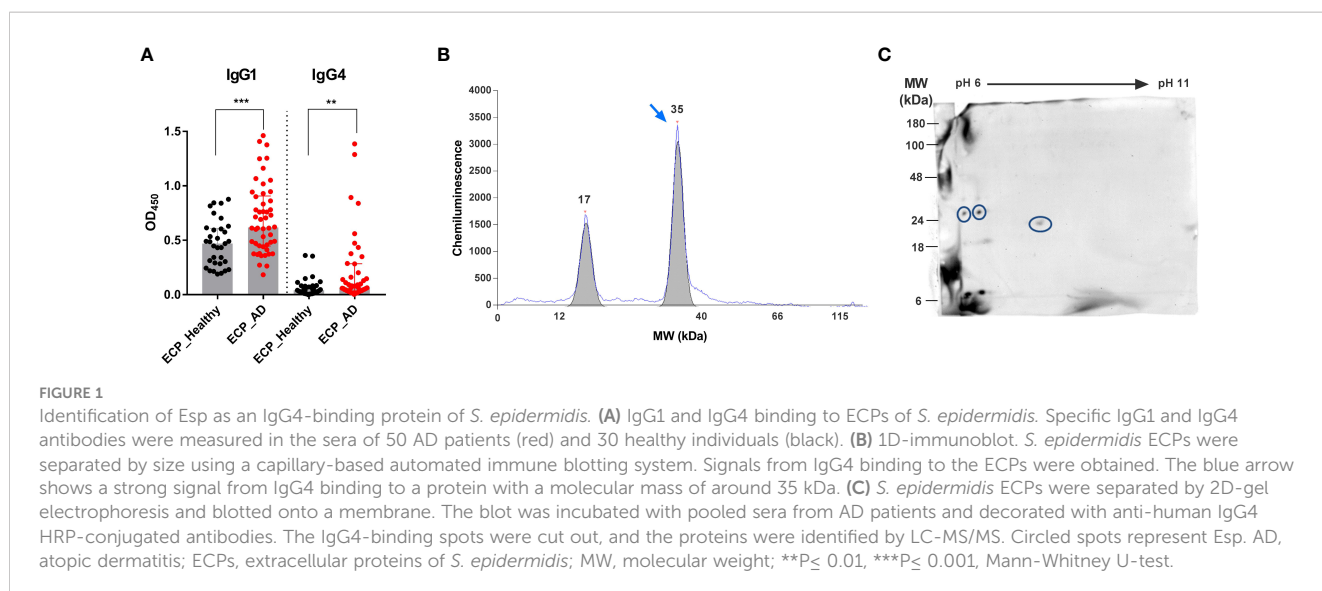 A
IgG1 IgG4
*** **
1.5
1.0
0.5
0.0
OD450
ECP_Healthy
ECP_AD
ECP_Healthy
ECP_AD
B
4000
3500
3000
2500
2000
1500
1000
500
0
Chemiluminescence
17
35
0 12 40 66 115
MW (kDa)
C
MW
(kDa)
pH 6 pH 11
180
100
48
24
18
6
FIGURE 1
Identification of Esp as an IgG4-binding protein of S. epidermidis. (A) IgG1 and IgG4 binding to ECPs of S. epidermidis. Specific IgG1 and IgG4
antibodies were measured in the sera of 50 AD patients (red) and 30 healthy individuals (black). (B) 1D-immunoblot. S. epidermidis ECPs were
separated by size using a capillary-based automated immune blotting system. Signals from IgG4 binding to the ECPs were obtained. The blue arrow
shows a strong signal from IgG4 binding to a protein with a molecular mass of around 35 kDa. (C) S. epidermidis ECPs were separated by 2D-gel
electrophoresis and blotted onto a membrane. The blot was incubated with pooled sera from AD patients and decorated with anti-human IgG4
HRP-conjugated antibodies. The IgG4-binding spots were cut out, and the proteins were identified by LC-MS/MS. Circled spots represent Esp. AD,
atopic dermatitis; ECPs, extracellular proteins of S. epidermidis; MW, molecular weight; **P≤ 0.01, ***P≤ 0.001, Mann-Whitney U-test.